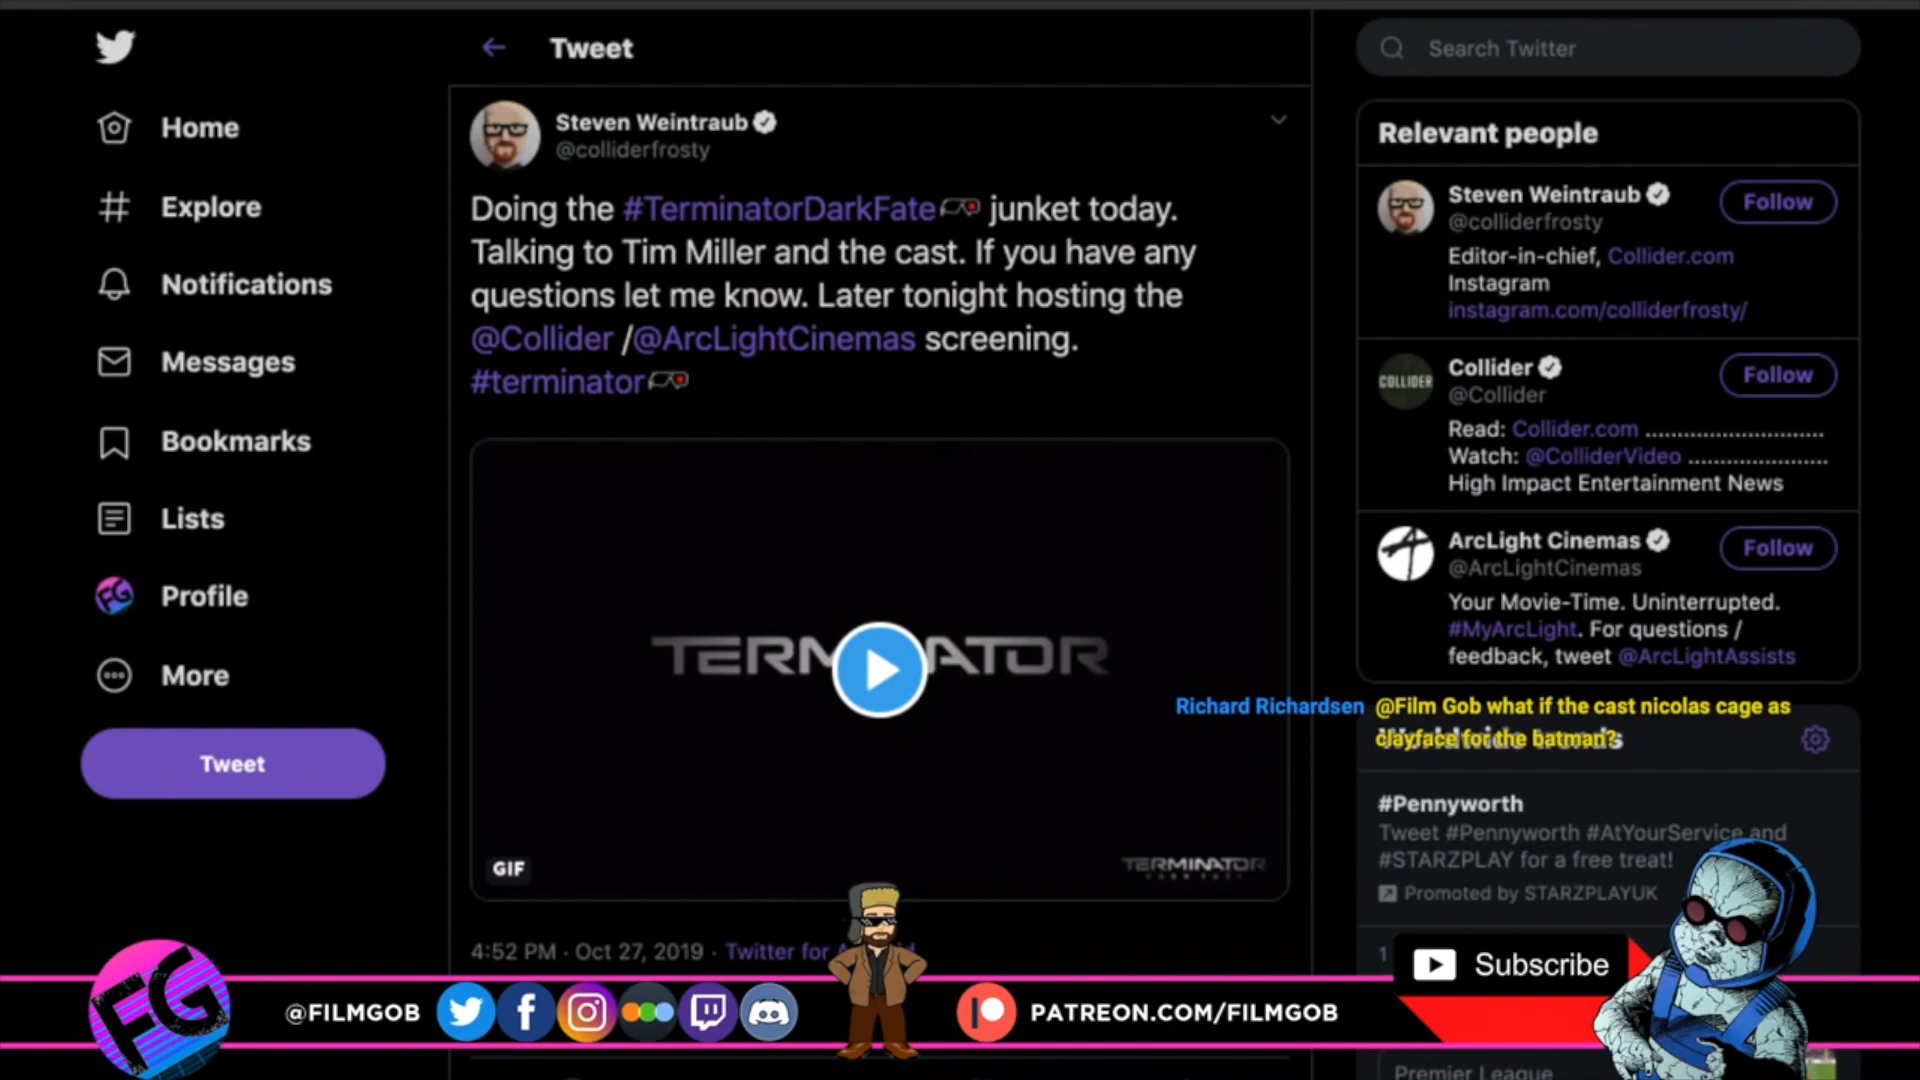 Tweet
Search Twitter
Home
Explore
Notifications
Messages
Bookmarks
Lists
Profile
More
Tweet
Steven Weintraub
@colliderfrosty
Doing the #TerminatorDarkFate junket today.
Talking to Tim Miller and the cast. If you have any
questions let me know. Later tonight hosting the
@Collider /@ArcLightCinemas screening.
#terminator
TERMINATOR
GIF
TERMINATOR
4:52 PM · Oct 27, 2019 · Twitter for
Relevant people
Steven Weintraub
@colliderfrosty
Follow
Editor-in-chief, Collider.com
Instagram
instagram.com/colliderfrosty/
COLLIDER
Collider
@Collider
Follow
Read: Collider.com ............................
Watch: @ColliderVideo ......................
High Impact Entertainment News
ArcLight Cinemas
@ArcLightCinemas
Follow
Your Movie-Time. Uninterrupted.
#MyArcLight. For questions /
feedback, tweet @ArcLightAssists
Richard Richardsen @Film Gob what if the cast nicolas cage as
clayface for the batman?
Worldwide trends
#Pennyworth
Tweet #Pennyworth #AtYourService and
#STARZPLAY for a free treat!
Promoted by STARZPLAYUK
1
Subscribe
FG
@FILMGOB
PATREON.COM/FILMGOB
Premier League